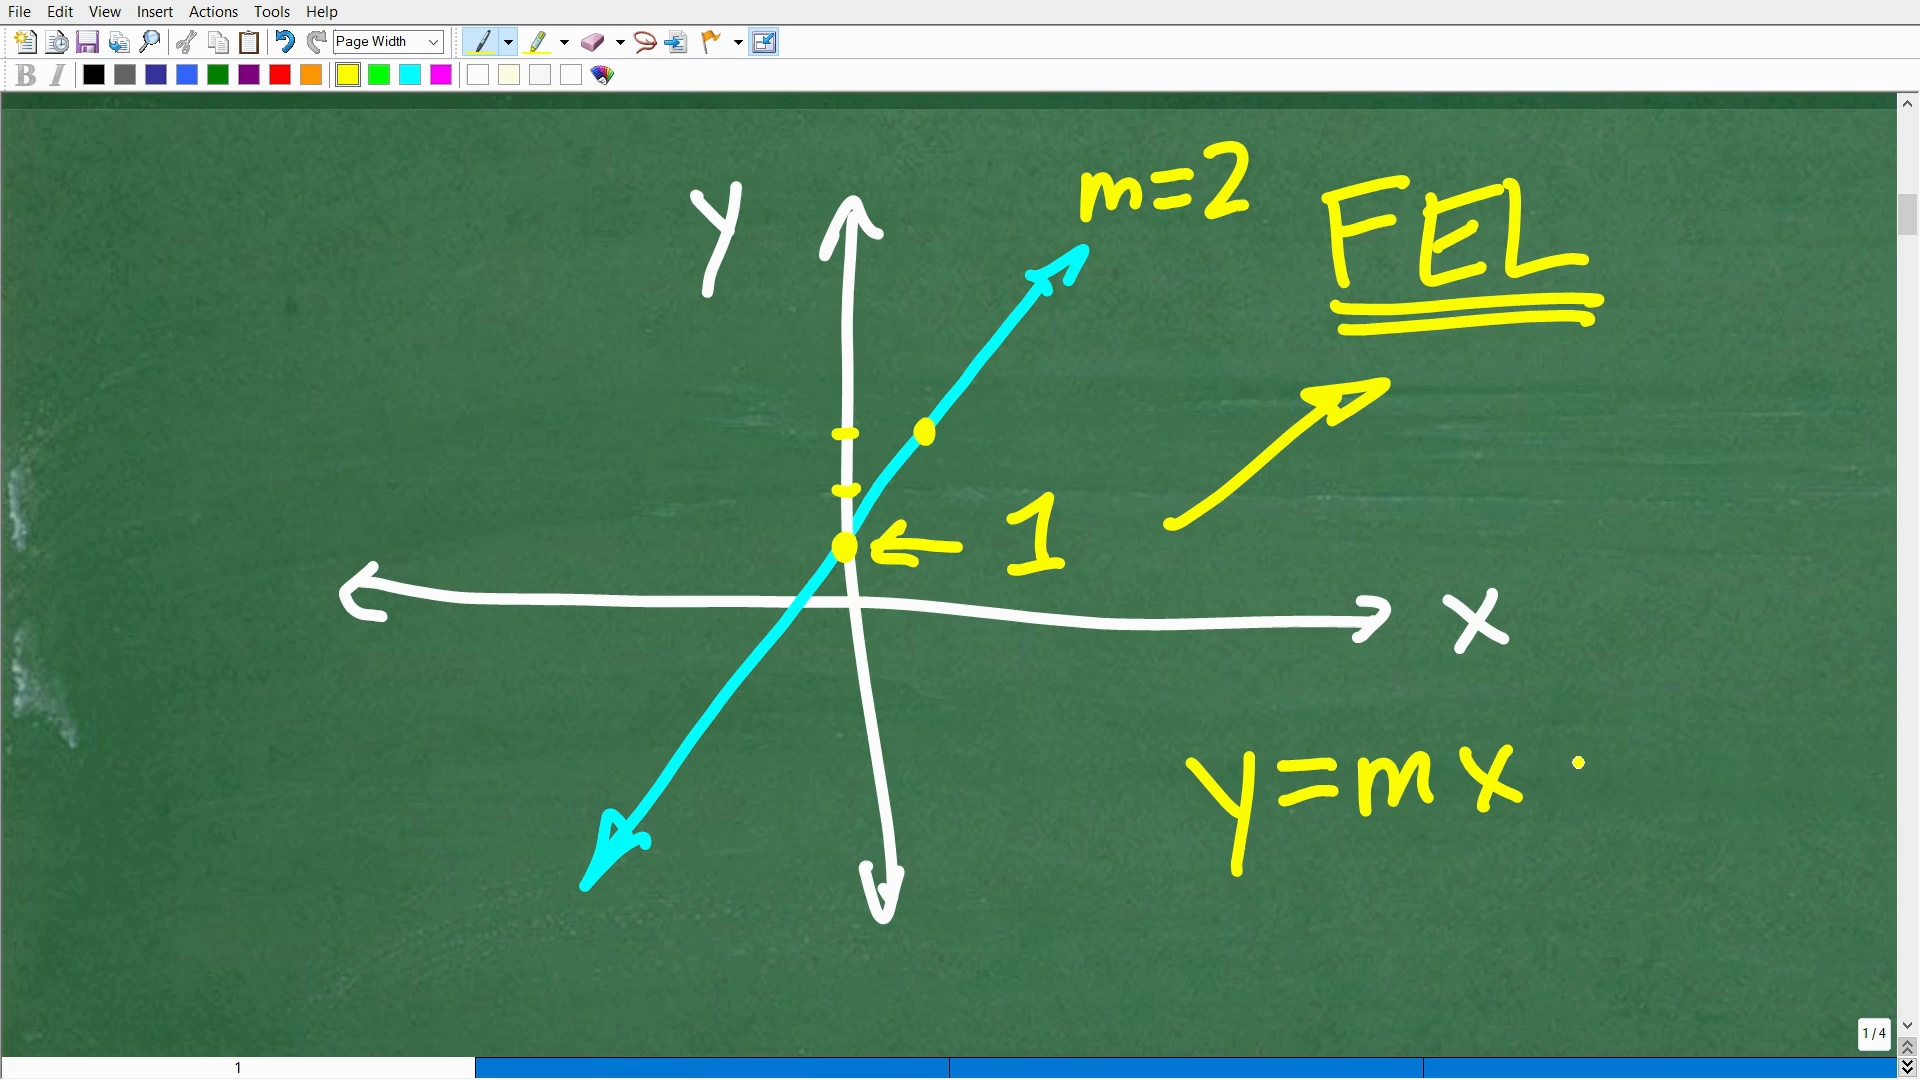 File Edit View Insert Actions Tools Help
Page Width
B I
y
m=2
FEL
1
x
y=mx
1 / 4
1